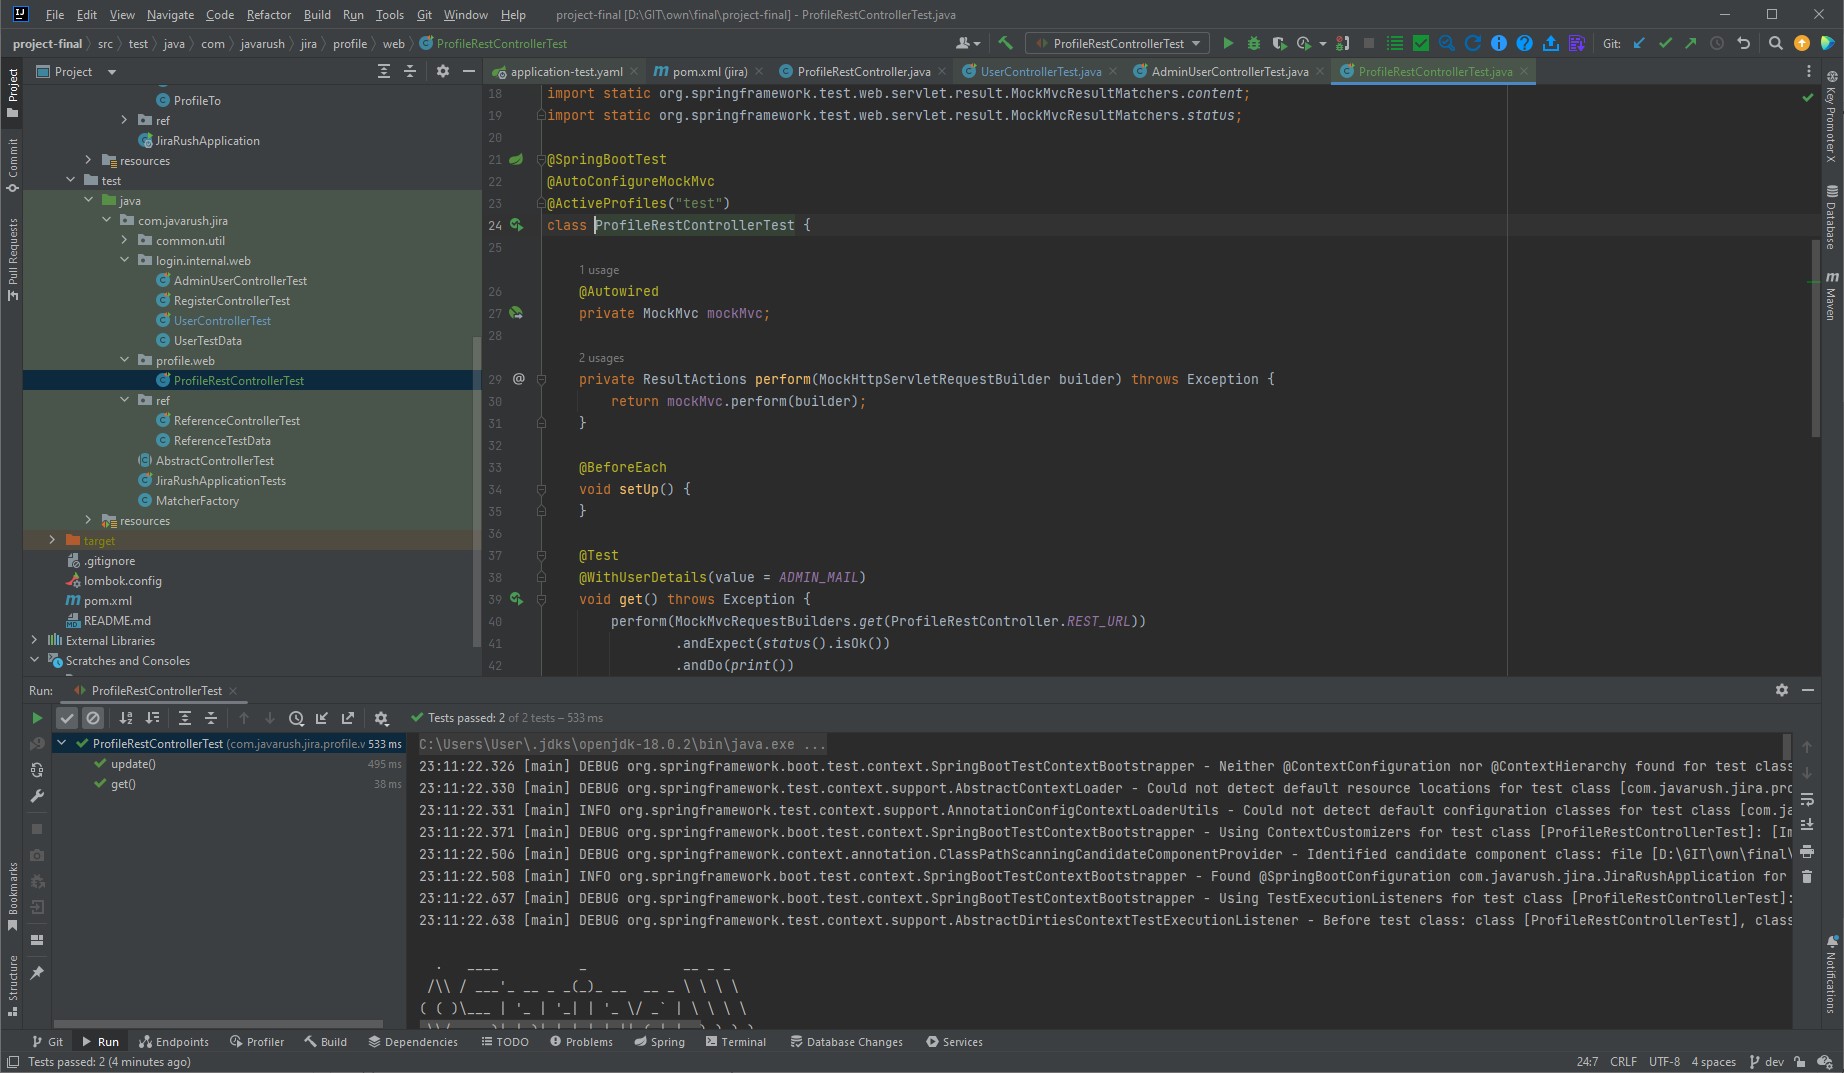 File Edit View Navigate Code Refactor Build Run Tools Git Window Help project-final [D:\GIT\own\final\project-final] - ProfileRestControllerTest.java
project-final src test java com javarush jira profile web ProfileRestControllerTest
ProfileRestControllerTest
Git:
Project
application-test.yaml pom.xml (jira) ProfileRestController.java UserControllerTest.java AdminUserControllerTest.java ProfileRestControllerTest.java
Project
Commit
Pull Requests
ProfileTo
ref
JiraRushApplication
resources
test
java
com.javarush.jira
common.util
login.internal.web
AdminUserControllerTest
RegisterControllerTest
UserControllerTest
UserTestData
profile.web
ProfileRestControllerTest
ref
ReferenceControllerTest
ReferenceTestData
AbstractControllerTest
JiraRushApplicationTests
MatcherFactory
resources
target
.gitignore
lombok.config
pom.xml
README.md
External Libraries
Scratches and Consoles
18 import static org.springframework.test.web.servlet.result.MockMvcResultMatchers.content;
19 import static org.springframework.test.web.servlet.result.MockMvcResultMatchers.status;
20
21 @SpringBootTest
22 @AutoConfigureMockMvc
23 @ActiveProfiles("test")
24 class ProfileRestControllerTest {
25
1 usage
26 @Autowired
27 private MockMvc mockMvc;
28
2 usages
29 @ private ResultActions perform(MockHttpServletRequestBuilder builder) throws Exception {
30 return mockMvc.perform(builder);
31 }
32
33 @BeforeEach
34 void setUp() {
35 }
36
37 @Test
38 @WithUserDetails(value = ADMIN_MAIL)
39 void get() throws Exception {
40 perform(MockMvcRequestBuilders.get(ProfileRestController.REST_URL))
41 .andExpect(status().isOk())
42 .andDo(print())
Key Promoter X
Database
Maven
Notifications
Run: ProfileRestControllerTest
Tests passed: 2 of 2 tests – 533 ms
ProfileRestControllerTest (com.javarush.jira.profile.v 533 ms
update() 495 ms
get() 38 ms
C:\Users\User\.jdks\openjdk-18.0.2\bin\java.exe ...
23:11:22.326 [main] DEBUG org.springframework.boot.test.context.SpringBootTestContextBootstrapper - Neither @ContextConfiguration nor @ContextHierarchy found for test class
23:11:22.330 [main] DEBUG org.springframework.test.context.support.AbstractContextLoader - Could not detect default resource locations for test class [com.javarush.jira.pro
23:11:22.331 [main] INFO org.springframework.test.context.support.AnnotationConfigContextLoaderUtils - Could not detect default configuration classes for test class [com.ja
23:11:22.371 [main] DEBUG org.springframework.boot.test.context.SpringBootTestContextBootstrapper - Using ContextCustomizers for test class [ProfileRestControllerTest]: [Im
23:11:22.506 [main] DEBUG org.springframework.context.annotation.ClassPathScanningCandidateComponentProvider - Identified candidate component class: file [D:\GIT\own\final\
23:11:22.508 [main] INFO org.springframework.boot.test.context.SpringBootTestContextBootstrapper - Found @SpringBootConfiguration com.javarush.jira.JiraRushApplication for
23:11:22.637 [main] DEBUG org.springframework.boot.test.context.SpringBootTestContextBootstrapper - Using TestExecutionListeners for test class [ProfileRestControllerTest]:
23:11:22.638 [main] DEBUG org.springframework.test.context.support.AbstractDirtiesContextTestExecutionListener - Before test class: class [ProfileRestControllerTest], class
Bookmarks
Structure
Git Run Endpoints Profiler Build Dependencies TODO Problems Spring Terminal Database Changes Services
Tests passed: 2 (4 minutes ago) 24:7 CRLF UTF-8 4 spaces dev